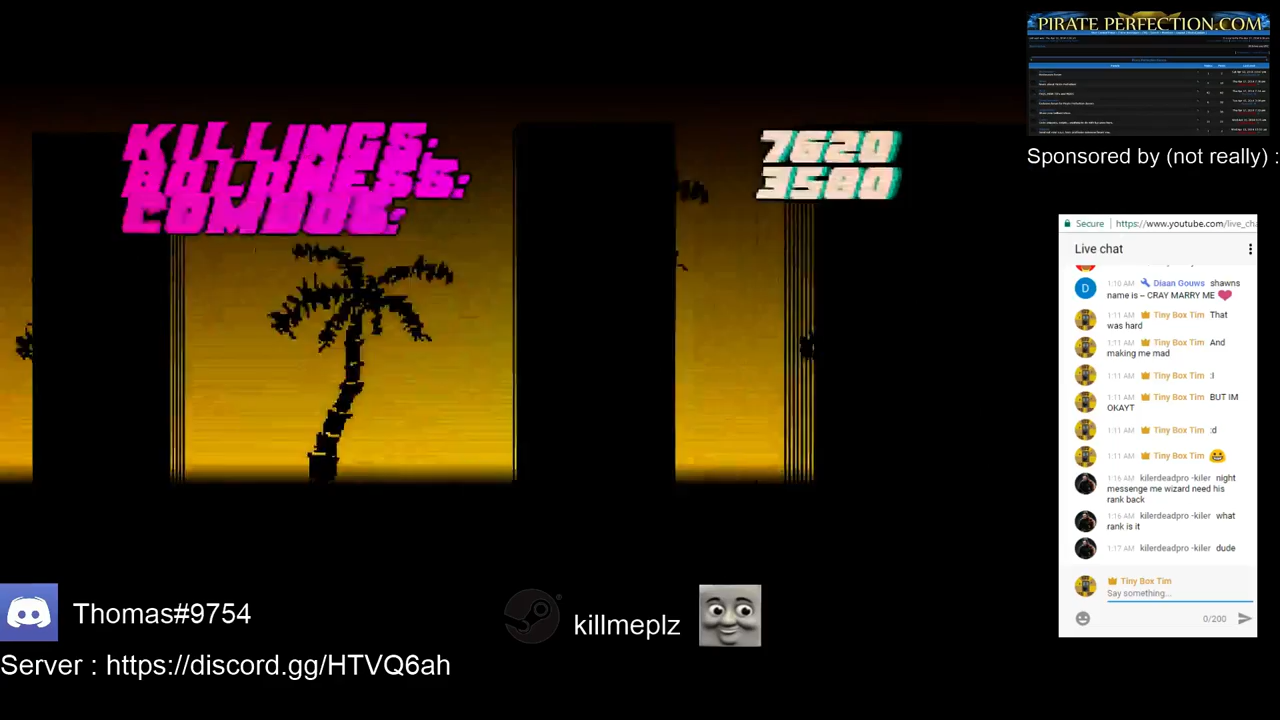 PIRATE PERFECTION.COM
Sponsored by (not really) :
KILLINGS:
BOLDNESS:
COMBOS:
7620
3580
Secure https://www.youtube.com/live_cha
Live chat
1:10 AM Diaan Gouws shawns
name is – CRAY MARRY ME
1:11 AM Tiny Box Tim That
was hard
1:11 AM Tiny Box Tim And
making me mad
1:11 AM Tiny Box Tim :l
1:11 AM Tiny Box Tim BUT IM
OKAYT
1:11 AM Tiny Box Tim :d
1:11 AM Tiny Box Tim
1:16 AM kilerdeadpro -kiler night
messenge me wizard need his
rank back
1:16 AM kilerdeadpro -kiler what
rank is it
1:17 AM kilerdeadpro -kiler dude
Tiny Box Tim
Say something...
0/200
Thomas#9754
killmeplz
Server : https://discord.gg/HTVQ6ah